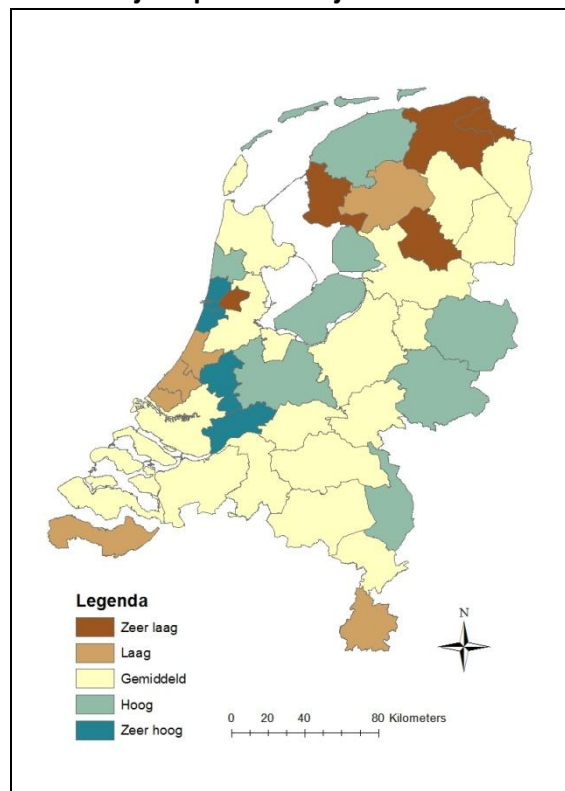 Legenda
Zeer laag
Laag
Gemiddeld
Hoog
Zeer hoog
N
0 20 40 80 Kilometers